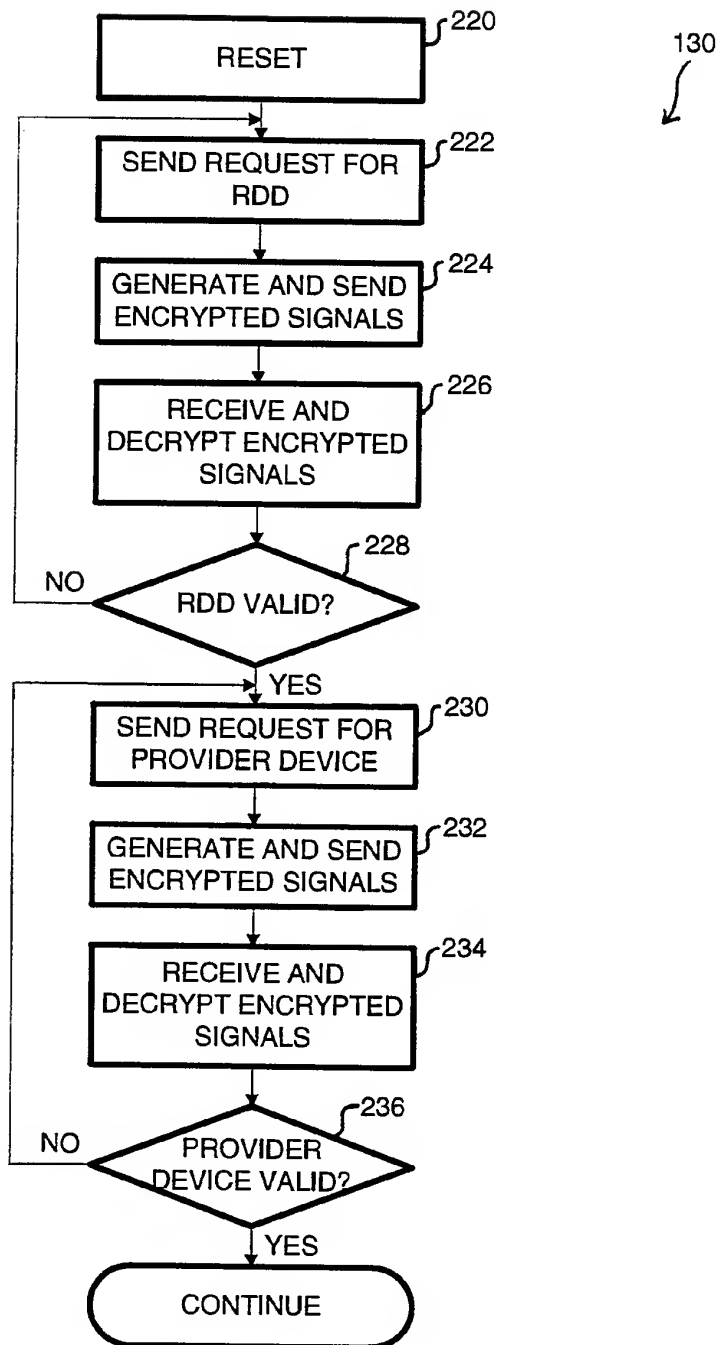 220
RESET
130
222
SEND REQUEST FOR
RDD
224
GENERATE AND SEND
ENCRYPTED SIGNALS
226
RECEIVE AND
DECRYPT ENCRYPTED
SIGNALS
228
NO
RDD VALID?
YES
230
SEND REQUEST FOR
PROVIDER DEVICE
232
GENERATE AND SEND
ENCRYPTED SIGNALS
234
RECEIVE AND
DECRYPT ENCRYPTED
SIGNALS
236
NO
PROVIDER
DEVICE VALID?
YES
CONTINUE